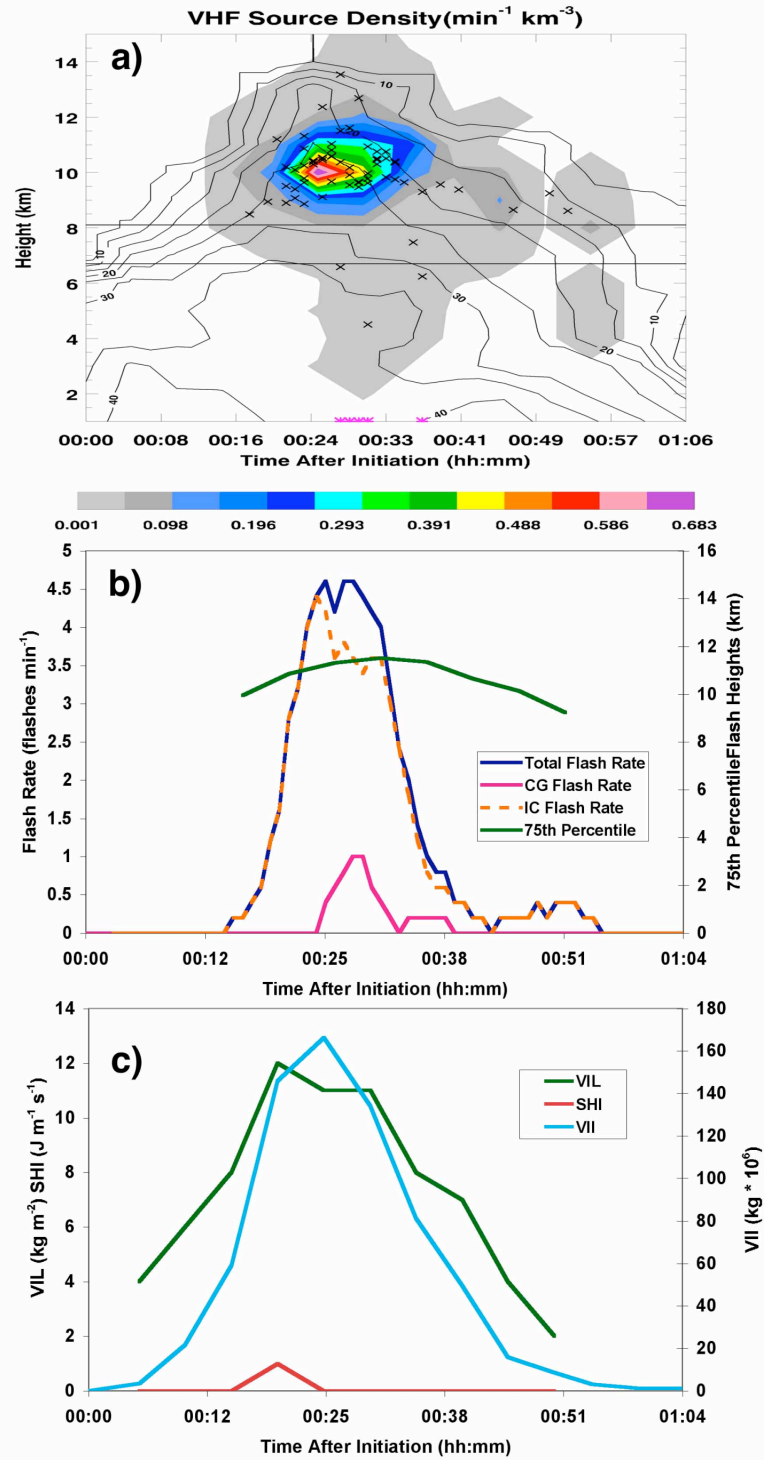 VHF Source Density(min⁻¹ km⁻³)
a)
14
12
10
8
6
4
2
Height (km)
10
20
10
20
30
30
20
10
40
40
00:00 00:08 00:16 00:24 00:33 00:41 00:49 00:57 01:06
Time After Initiation (hh:mm)
0.001 0.098 0.196 0.293 0.391 0.488 0.586 0.683
b)
5
4.5
4
3.5
3
2.5
2
1.5
1
0.5
0
Flash Rate (flashes min⁻¹)
16
14
12
10
8
6
4
2
0
75th PercentileFlash Heights (km)
Total Flash Rate
CG Flash Rate
IC Flash Rate
75th Percentile
00:00 00:12 00:25 00:38 00:51 01:04
Time After Initiation (hh:mm)
c)
14
12
10
8
6
4
2
0
VIL (kg m⁻²) SHI (J m⁻¹ s⁻¹)
180
160
140
120
100
80
60
40
20
0
VII (kg * 10⁶)
VIL
SHI
VII
00:00 00:12 00:25 00:38 00:51 01:04
Time After Initiation (hh:mm)